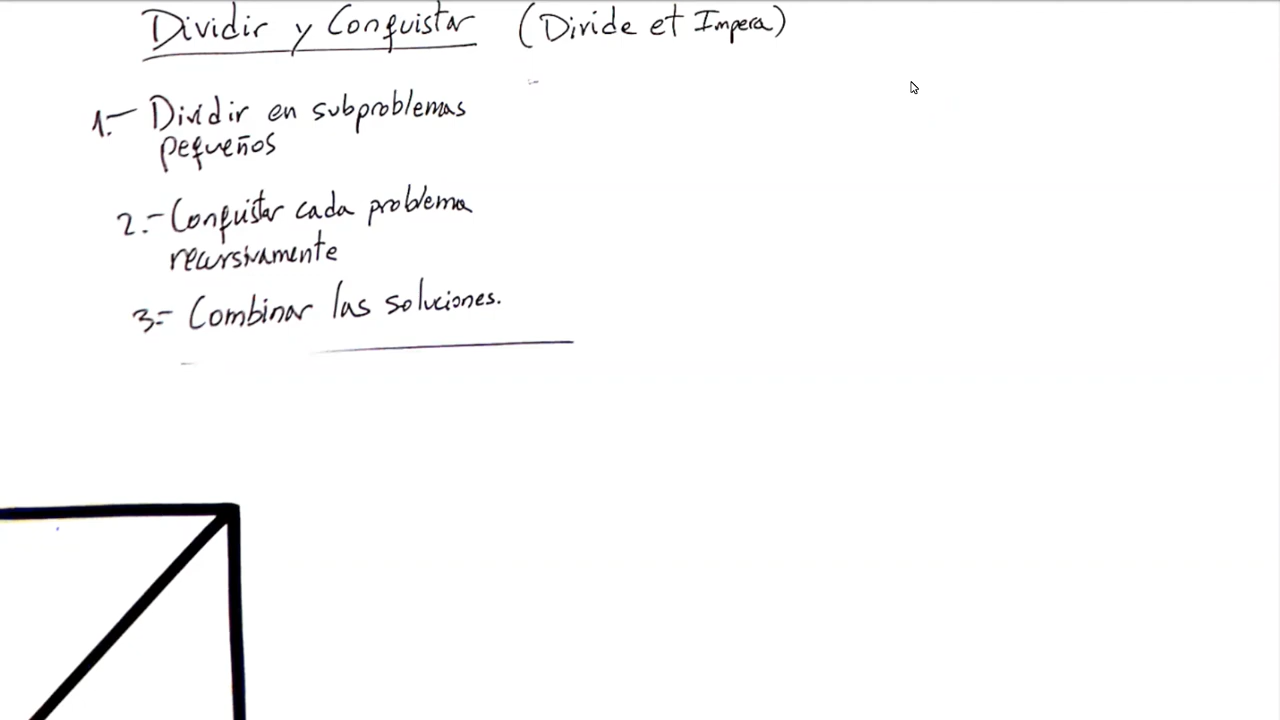 Dividir y Conquistar (Divide et Impera)
1.- Dividir en subproblemas
pequeños
2.- Conquistar cada problema
recursivamente
3.- Combinar las soluciones.